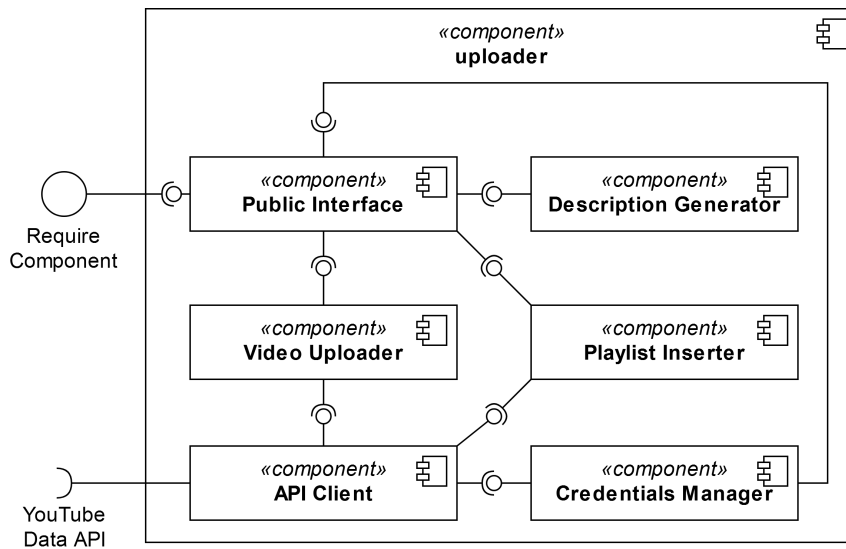 «component»
uploader
«component»
Public Interface
«component»
Description Generator
Require
Component
«component»
Video Uploader
«component»
Playlist Inserter
«component»
API Client
«component»
Credentials Manager
YouTube
Data API